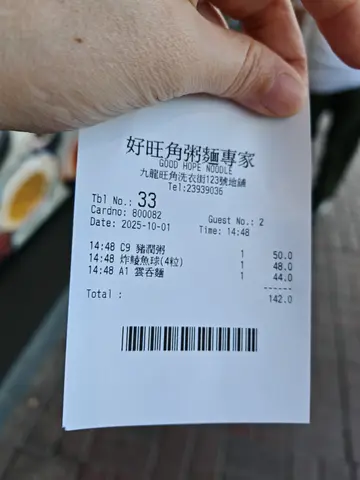 好旺角粥麵專家
GOOD HOPE NOODLE
九龍旺角洗衣街123號地舖
Tel:23939036
Tbl No.: 33
Cardno: 800082 Guest No.: 2
Date: 2025-10-01 Time: 14:48
14:48 C9 豬潤粥 1 50.0
14:48 炸鯪魚球(4粒) 1 48.0
14:48 A1 雲吞麵 1 44.0
------
Total : 142.0